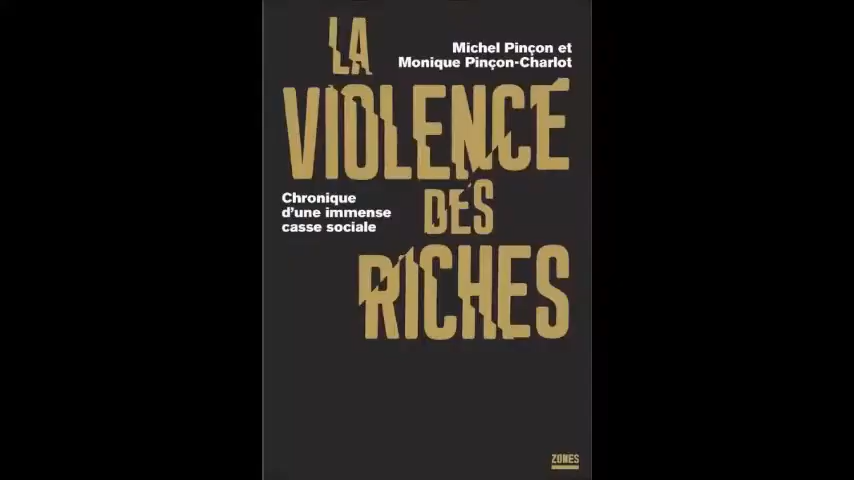 LA
Michel Pinçon et
Monique Pinçon-Charlot
VIOLENCE
Chronique
d'une immense
casse sociale
DES
RICHES
ZONES